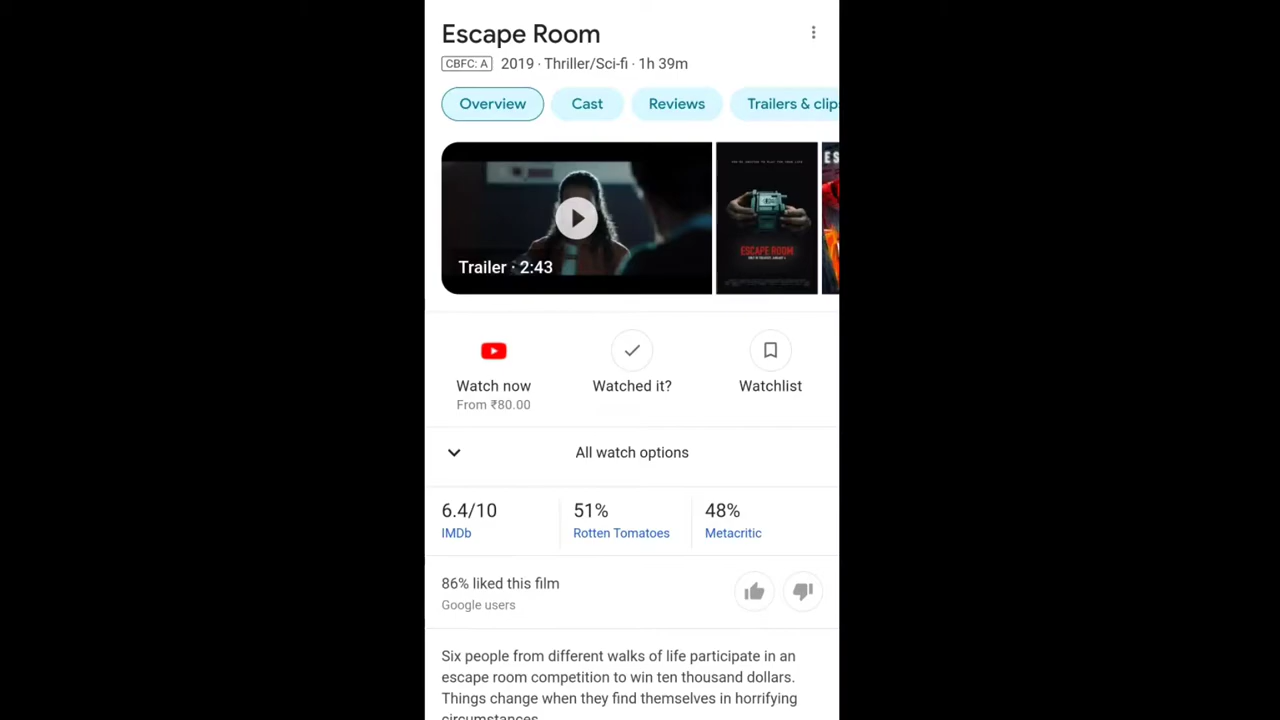 Escape Room
CBFC: A 2019 · Thriller/Sci-fi · 1h 39m
Overview Cast Reviews Trailers & clip
Trailer · 2:43
ESCAPE ROOM
ES
Watch now Watched it? Watchlist
From ₹80.00
All watch options
6.4/10 51% 48%
IMDb Rotten Tomatoes Metacritic
86% liked this film
Google users
Six people from different walks of life participate in an
escape room competition to win ten thousand dollars.
Things change when they find themselves in horrifying
circumstances.